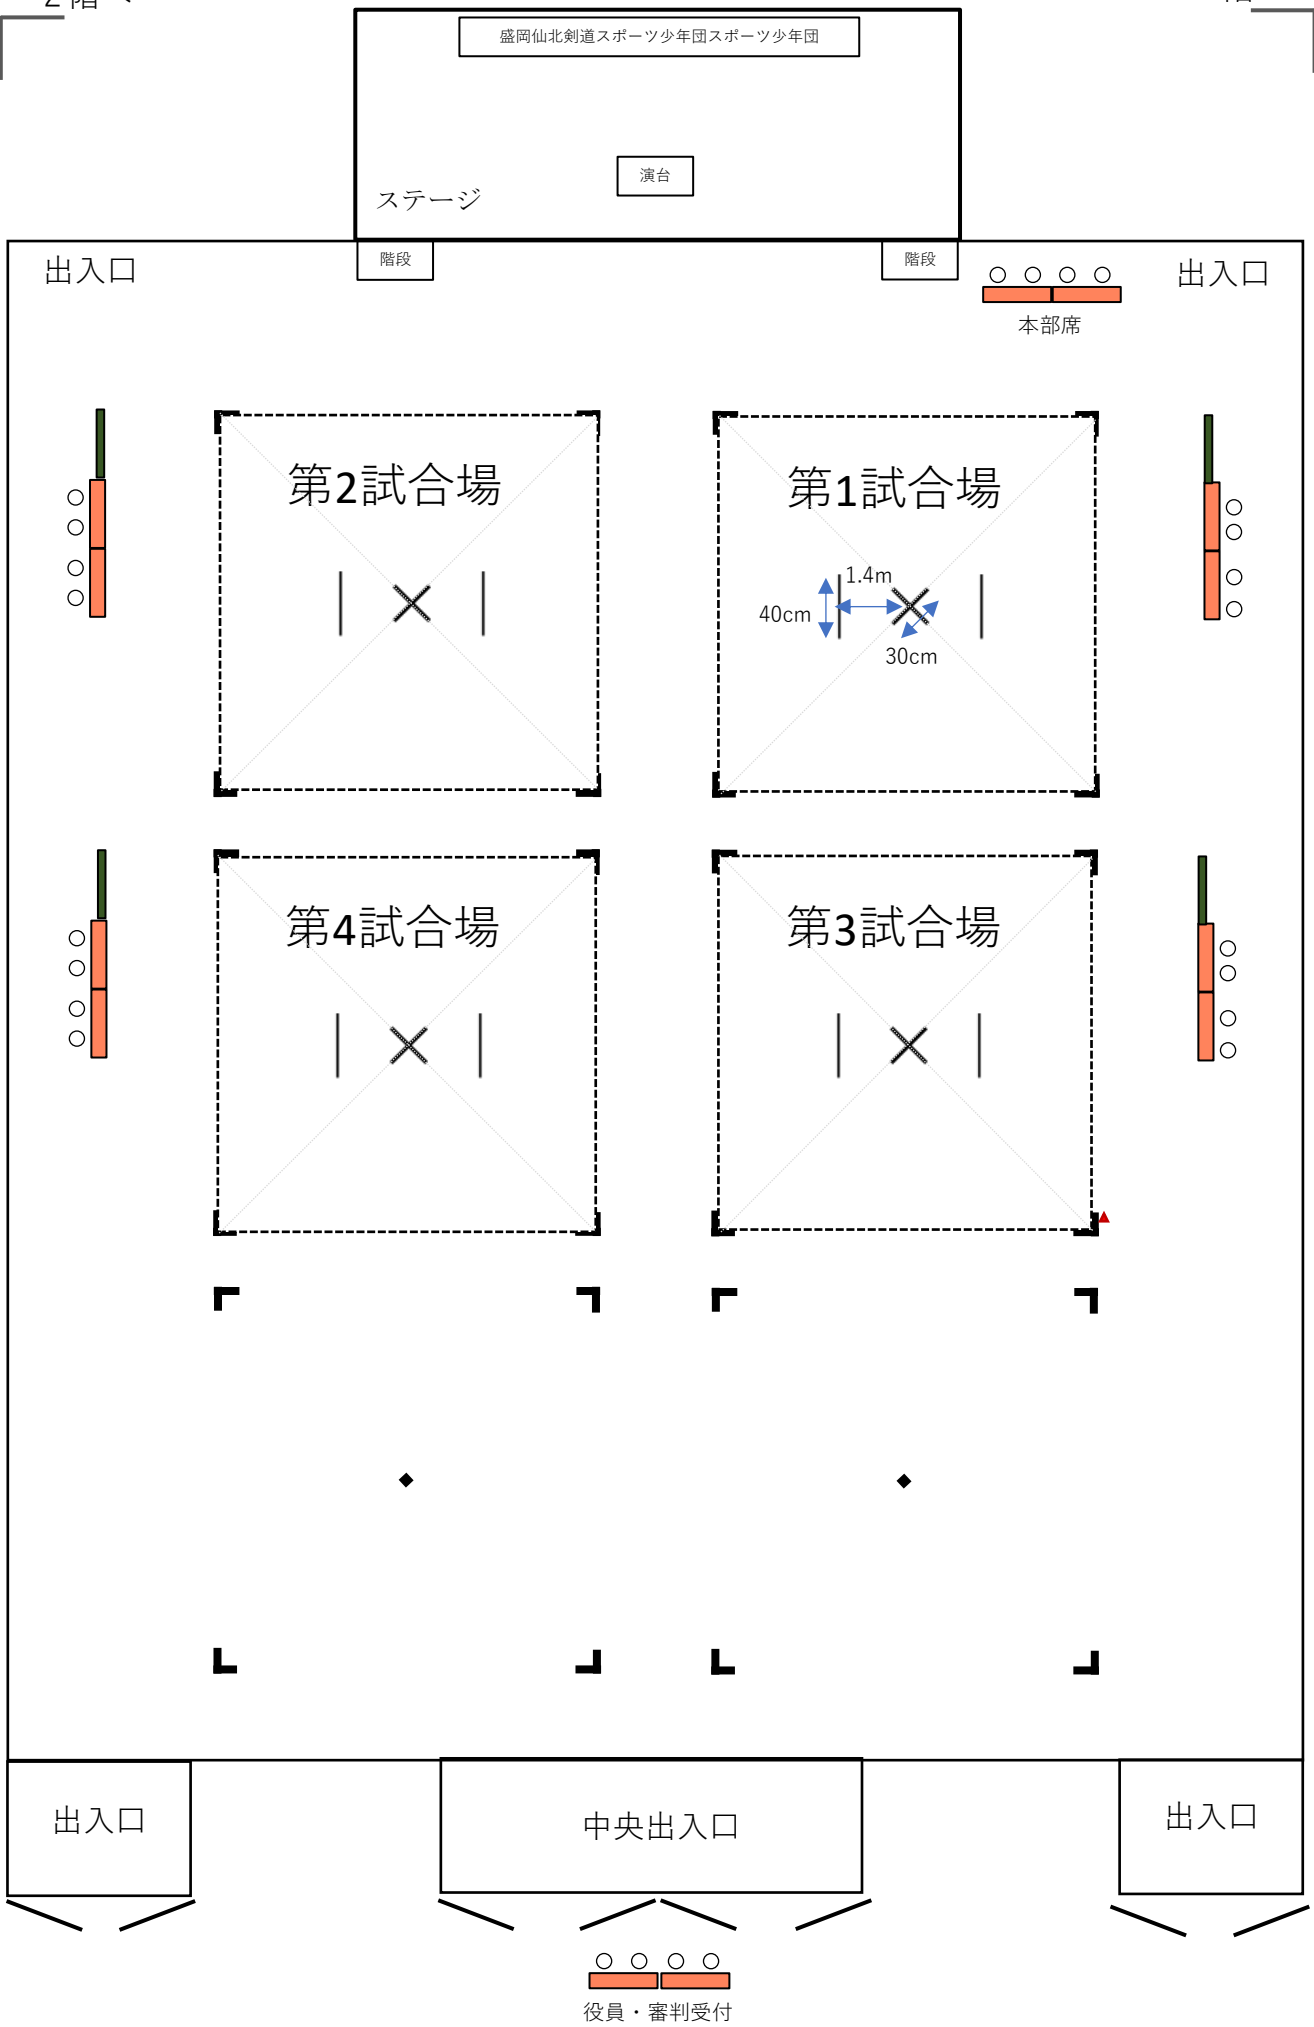 盛岡仙北剣道スポーツ少年団スポーツ少年団
演台
ステージ
階段
階段
出入口
出入口
本部席
第2試合場
第1試合場
1.4m
40cm
30cm
第4試合場
第3試合場
出入口
中央出入口
出入口
役員・審判受付